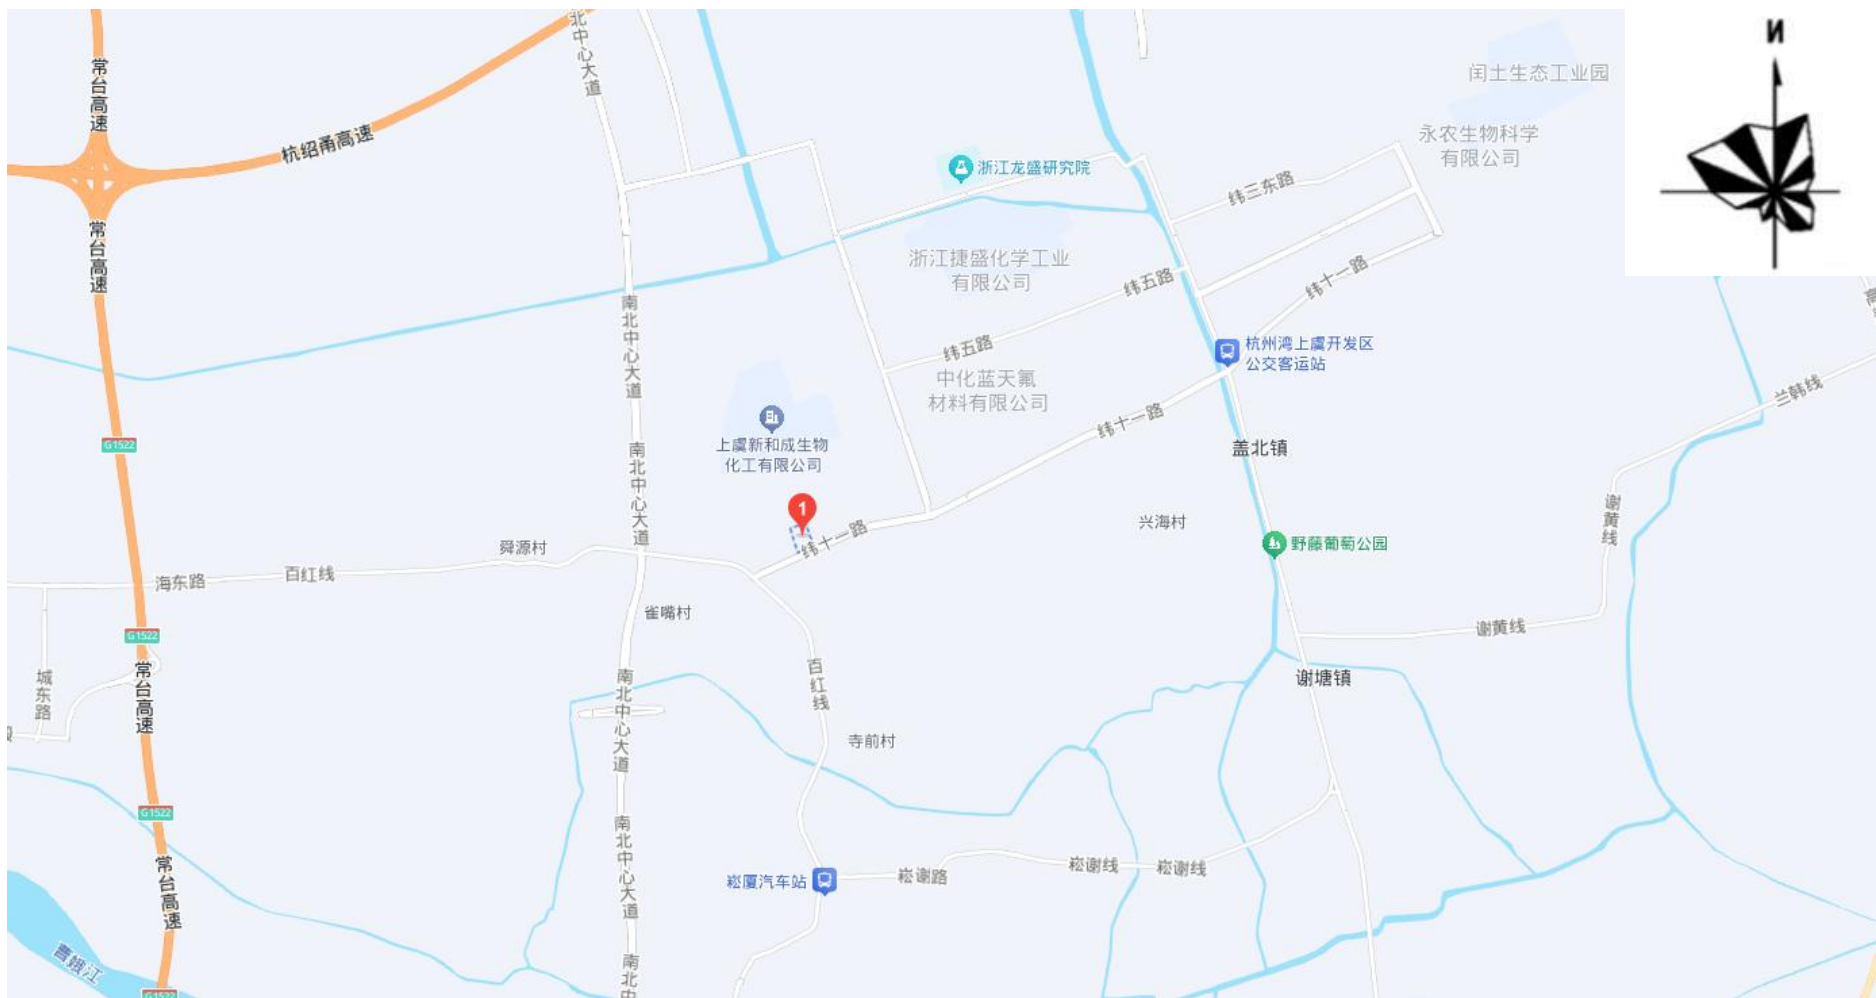 北中心大道
N
常台高速
闰土生态工业园
杭绍甬高速
永农生物科学
有限公司
浙江龙盛研究院
纬三东路
常台高速
浙江捷盛化学工业
有限公司
纬五路
纬十一路
南北中心大道
纬五路
杭州湾上虞开发区
公交客运站
中化蓝天氟
材料有限公司
兰韩线
纬十一路
G1522
上虞新和成生物
化工有限公司
南北中心大道
盖北镇
1
谢黄线
兴海村
纬十一路
舜源村
野藤葡萄公园
海东路
百红线
雀嘴村
G1522
谢黄线
常台高速
城东路
南北中心大道
百红线
谢塘镇
寺前村
G1522
南北中心大道
常台高速
崧厦汽车站
崧谢路
崧谢线
崧谢线
曹娥江
南北中
G1522